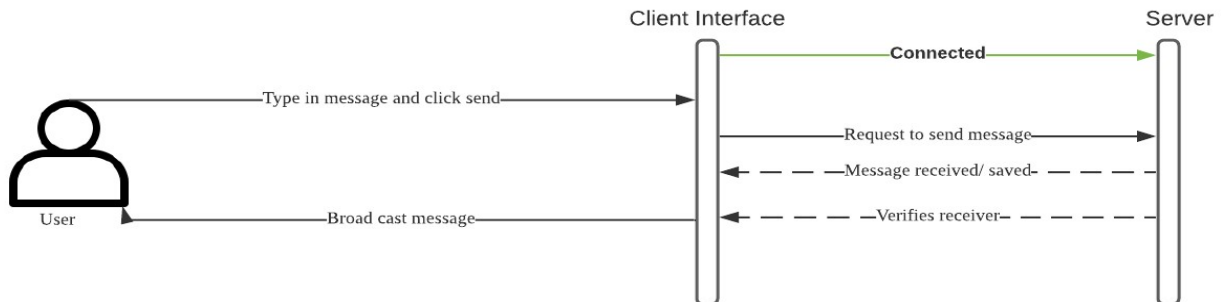 Client Interface
Server
Connected
Type in message and click send
Request to send message
Message received/ saved
Verifies receiver
User
Broad cast message